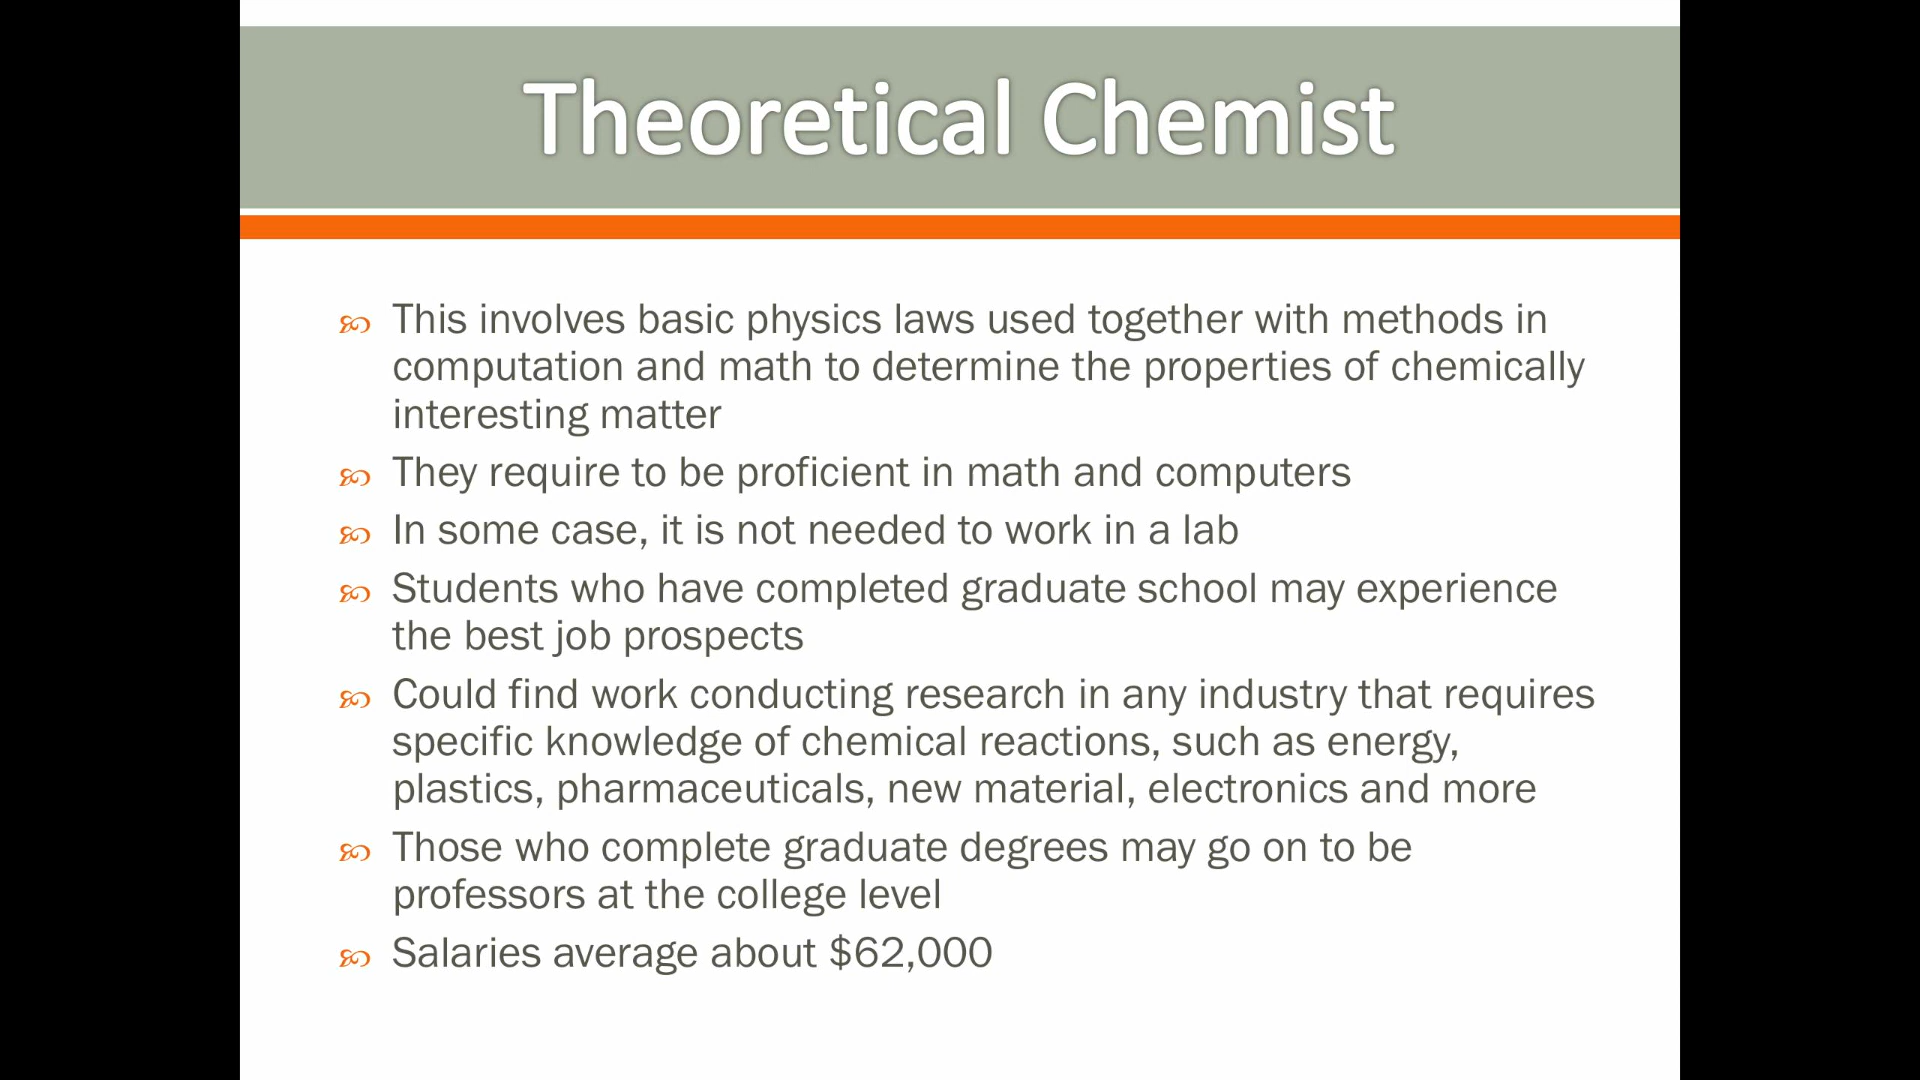 Theoretical Chemist
This involves basic physics laws used together with methods in
computation and math to determine the properties of chemically
interesting matter
They require to be proficient in math and computers
In some case, it is not needed to work in a lab
Students who have completed graduate school may experience
the best job prospects
Could find work conducting research in any industry that requires
specific knowledge of chemical reactions, such as energy,
plastics, pharmaceuticals, new material, electronics and more
Those who complete graduate degrees may go on to be
professors at the college level
Salaries average about $62,000